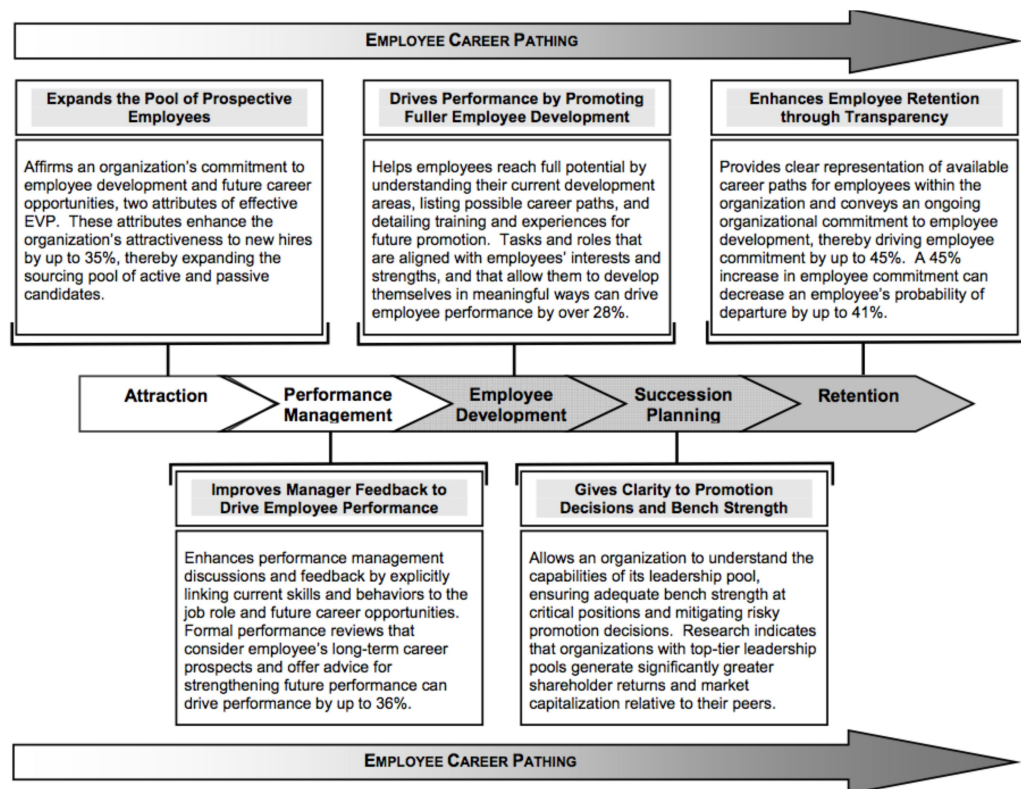 EMPLOYEE CAREER PATHING
Expands the Pool of Prospective
Employees
Affirms an organization's commitment to
employee development and future career
opportunities, two attributes of effective
EVP.  These attributes enhance the
organization's attractiveness to new hires
by up to 35%, thereby expanding the
sourcing pool of active and passive
candidates.
Drives Performance by Promoting
Fuller Employee Development
Helps employees reach full potential by
understanding their current development
areas, listing possible career paths, and
detailing training and experiences for
future promotion.  Tasks and roles that
are aligned with employees' interests and
strengths, and that allow them to develop
themselves in meaningful ways can drive
employee performance by over 28%.
Enhances Employee Retention
through Transparency
Provides clear representation of available
career paths for employees within the
organization and conveys an ongoing
organizational commitment to employee
development, thereby driving employee
commitment by up to 45%.  A 45%
increase in employee commitment can
decrease an employee's probability of
departure by up to 41%.
Attraction
Performance
Management
Employee
Development
Succession
Planning
Retention
Improves Manager Feedback to
Drive Employee Performance
Enhances performance management
discussions and feedback by explicitly
linking current skills and behaviors to the
job role and future career opportunities.
Formal performance reviews that
consider employee's long-term career
prospects and offer advice for
strengthening future performance can
drive performance by up to 36%.
Gives Clarity to Promotion
Decisions and Bench Strength
Allows an organization to understand the
capabilities of its leadership pool,
ensuring adequate bench strength at
critical positions and mitigating risky
promotion decisions.  Research indicates
that organizations with top-tier leadership
pools generate significantly greater
shareholder returns and market
capitalization relative to their peers.
EMPLOYEE CAREER PATHING